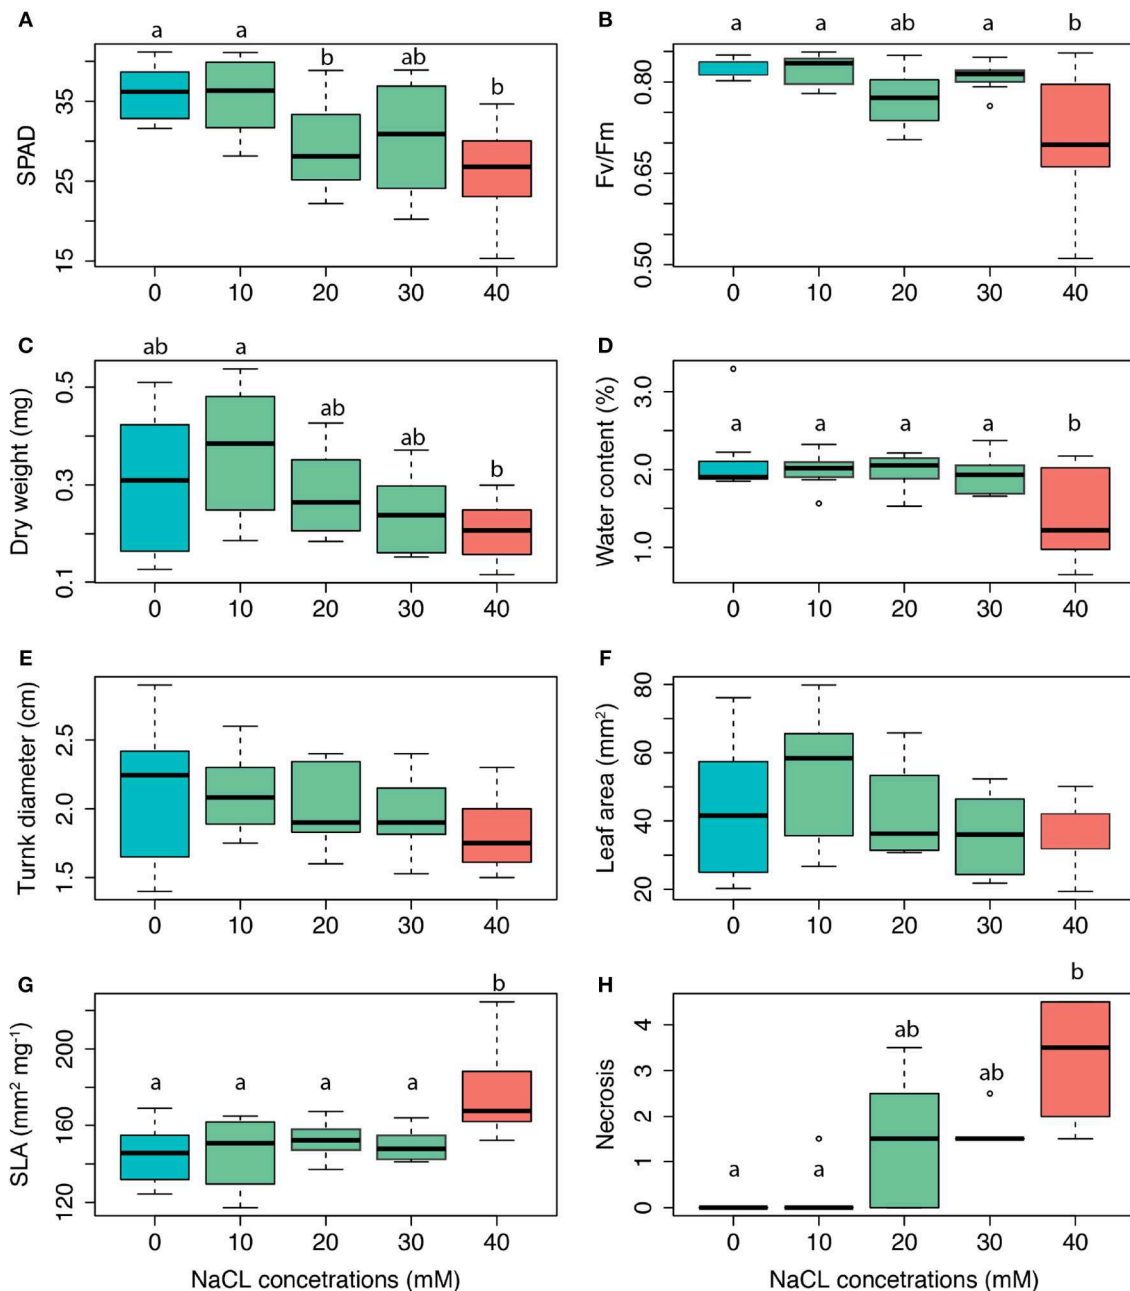 A
a a b ab b
SPAD
35
25
15
0 10 20 30 40
B
a a ab a b
Fv/Fm
0.80
0.65
0.50
0 10 20 30 40
C
ab a ab ab b
Dry weight (mg)
0.5
0.3
0.1
0 10 20 30 40
D
a a a a b
Water content (%)
3.0
2.0
1.0
0 10 20 30 40
E
Turnk diameter (cm)
2.5
2.0
1.5
0 10 20 30 40
F
Leaf area (mm²)
80
60
40
20
0 10 20 30 40
G
a a a a b
SLA (mm² mg⁻¹)
200
160
120
0 10 20 30 40
NaCL concetrations (mM)
H
a a ab ab b
Necrosis
4
3
2
1
0
0 10 20 30 40
NaCL concetrations (mM)